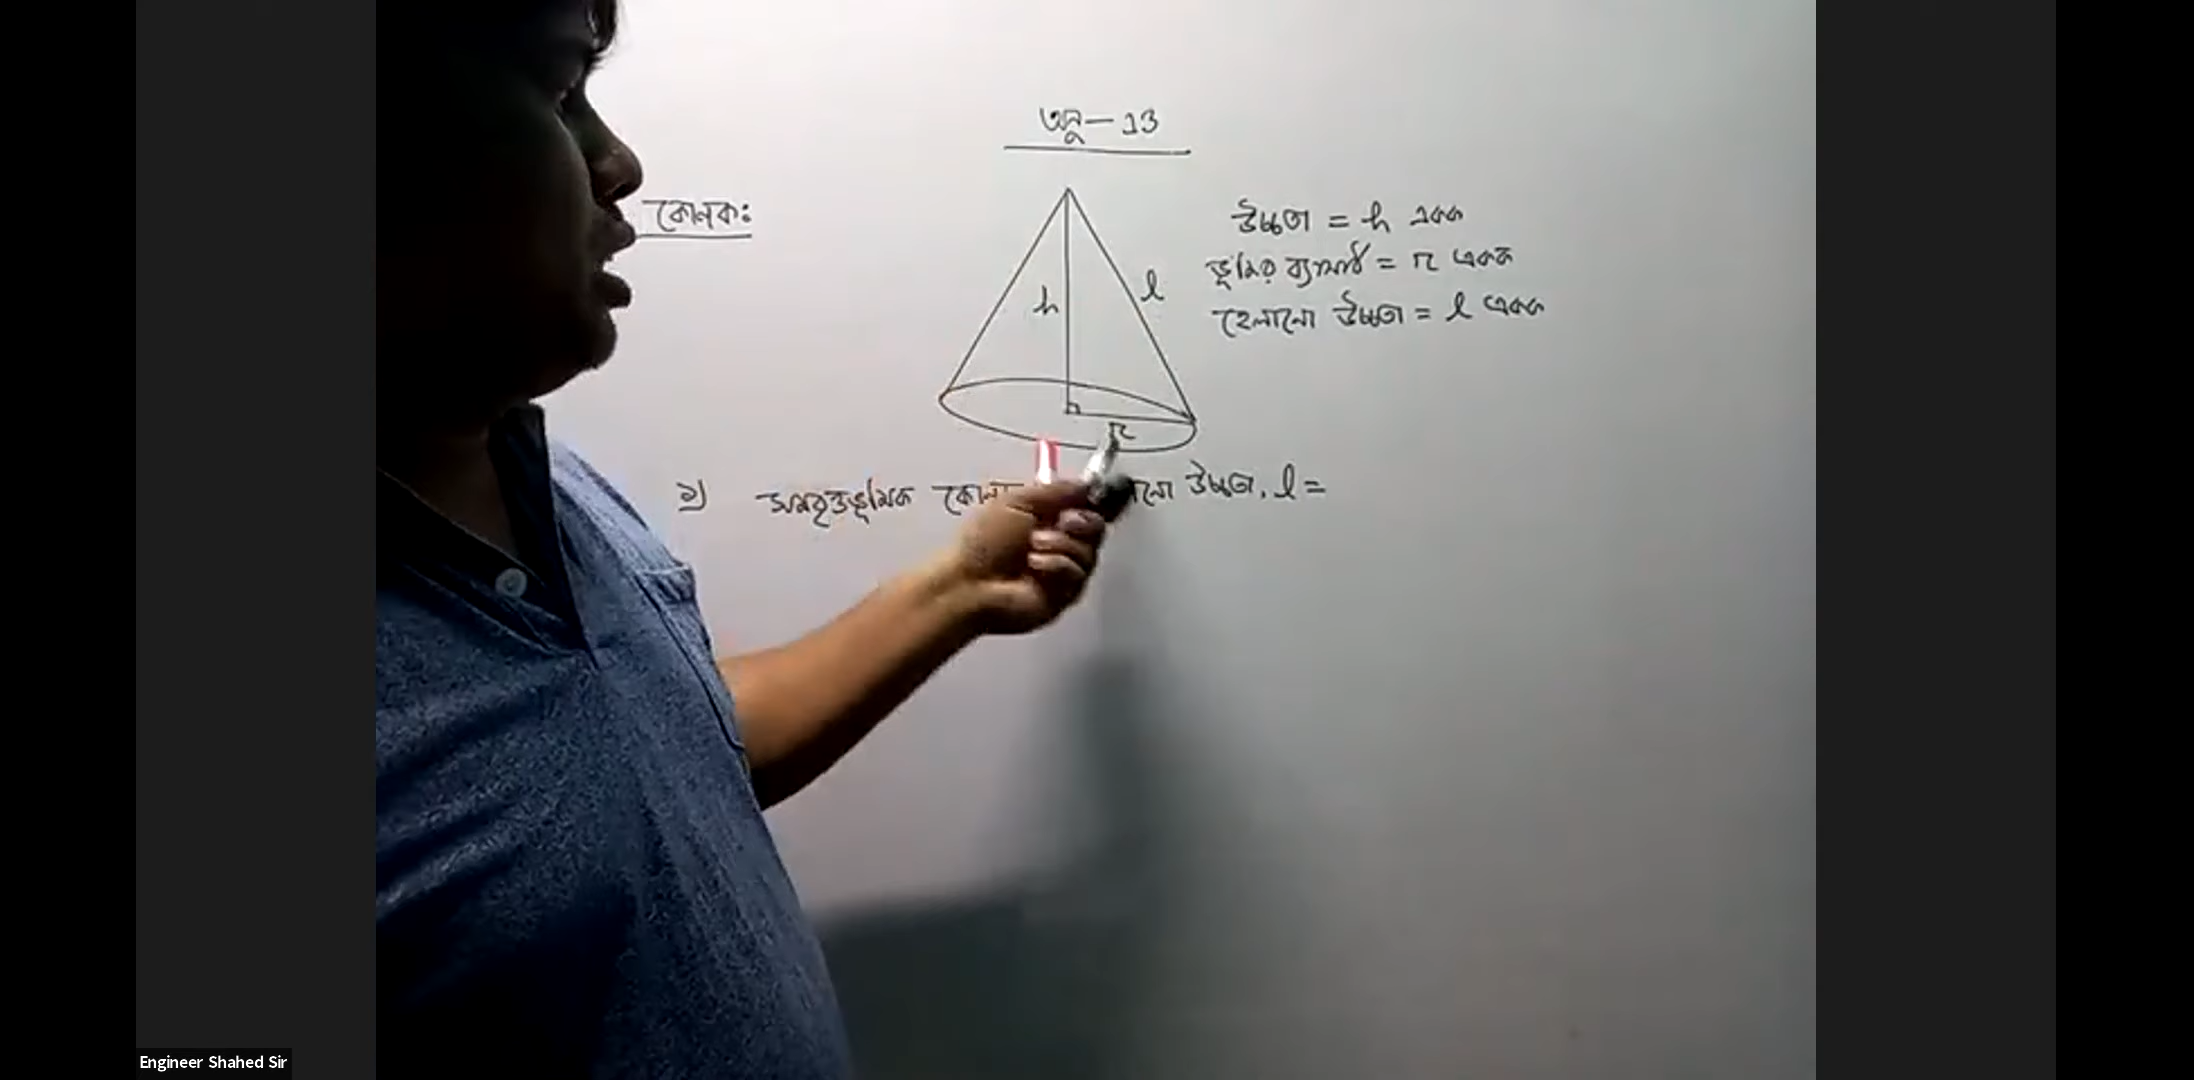 অনু—13
কোনকঃ
h
l
r
উচ্চতা = h একক
ভূমির ব্যাসার্ধ = r একক
হেলানো উচ্চতা = l একক
১) সমবৃত্তভূমিক উচ্চতা, l =
Engineer Shahed Sir